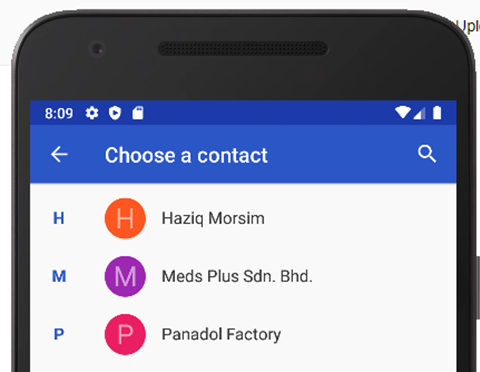 Uplo
8:09
Choose a contact
H H Haziq Morsim
M M Meds Plus Sdn. Bhd.
P P Panadol Factory